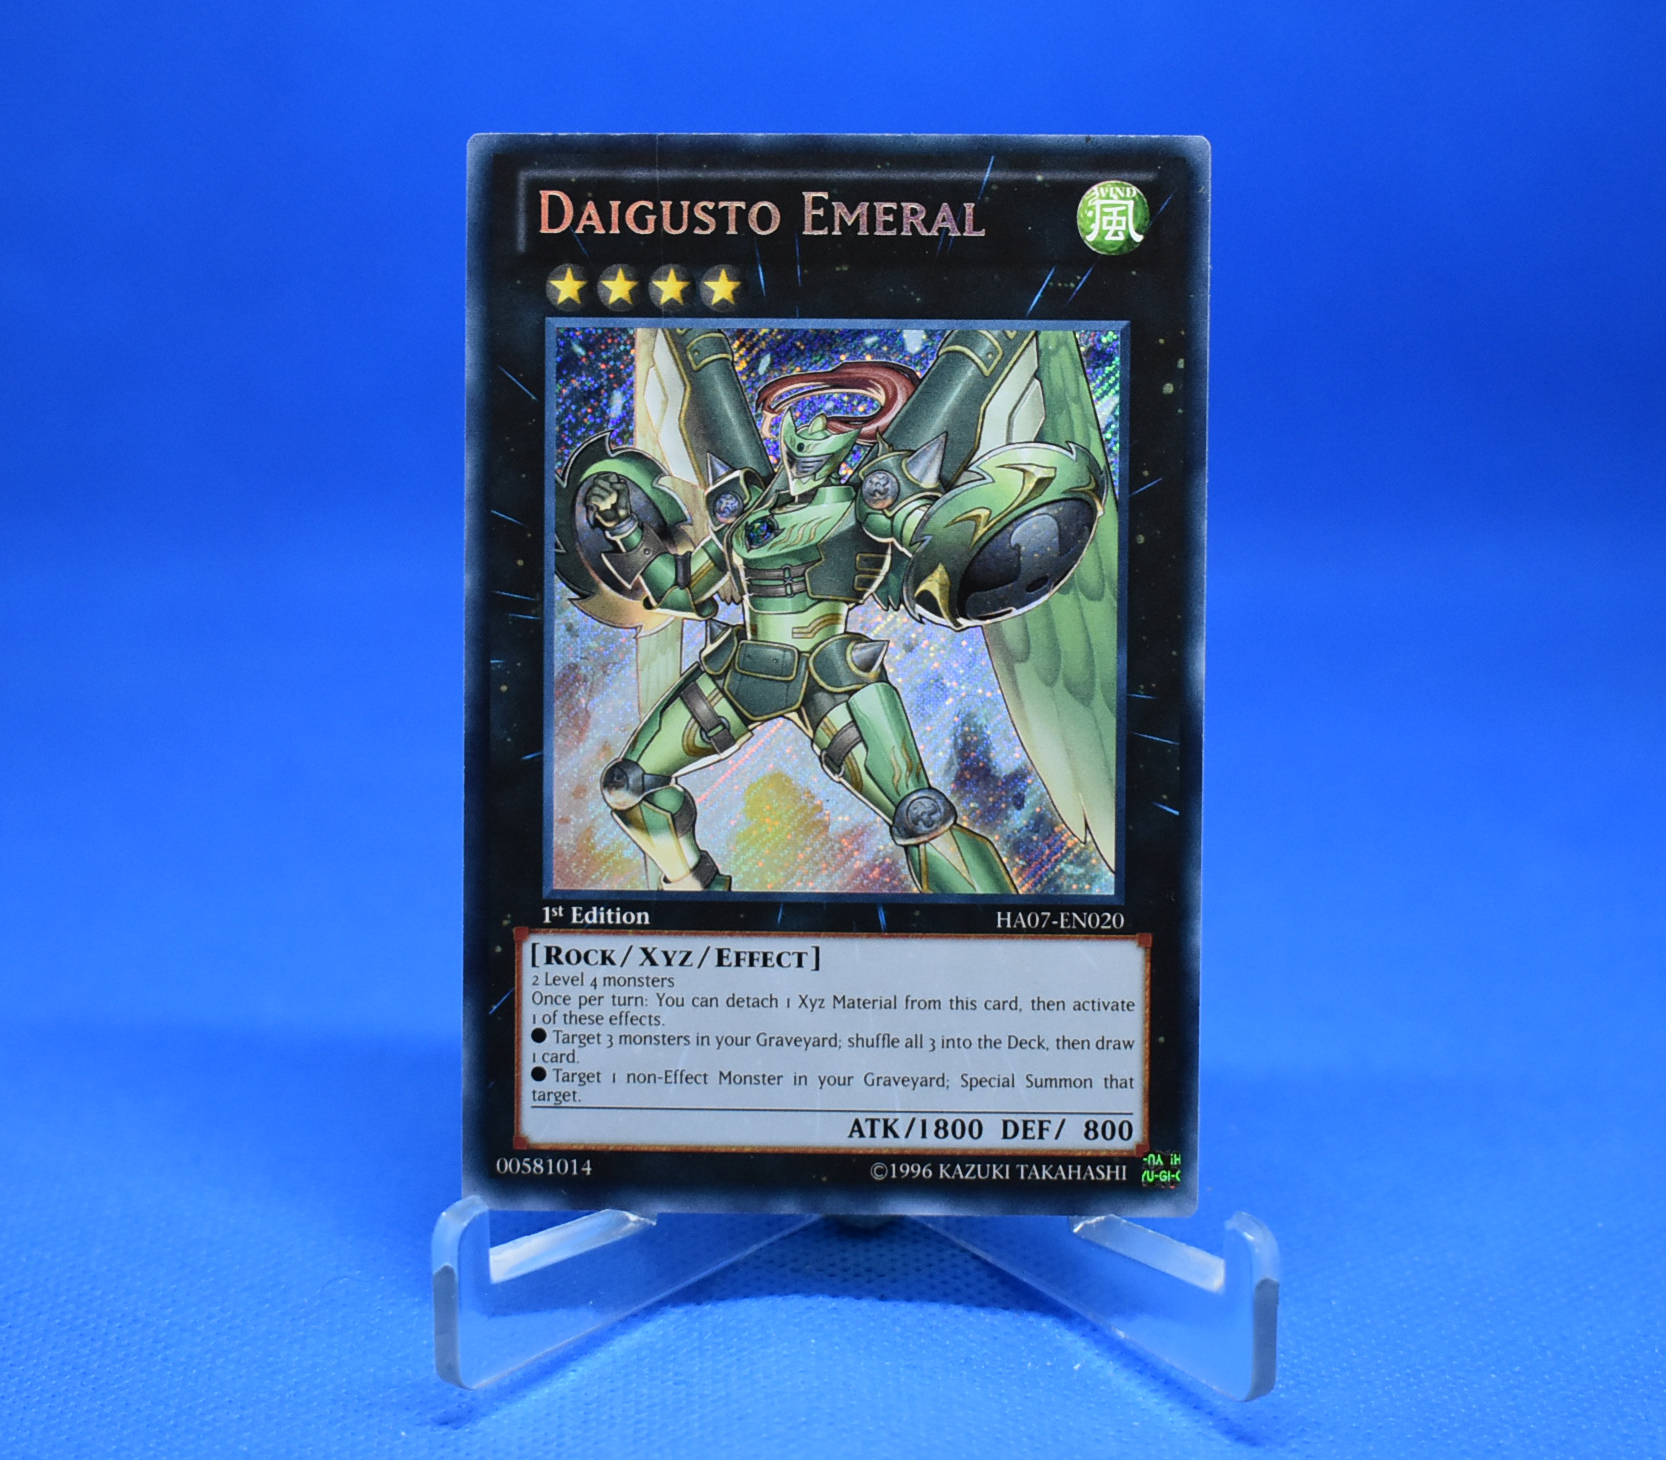 Daigusto Emeral
WIND
風
1st Edition
HA07-EN020
[Rock/Xyz/Effect]
2 Level 4 monsters
Once per turn: You can detach 1 Xyz Material from this card, then activate
1 of these effects.
● Target 3 monsters in your Graveyard; shuffle all 3 into the Deck, then draw
1 card.
● Target 1 non-Effect Monster in your Graveyard; Special Summon that
target.
ATK/1800 DEF/ 800
00581014
©1996 KAZUKI TAKAHASHI
YU-GI-O